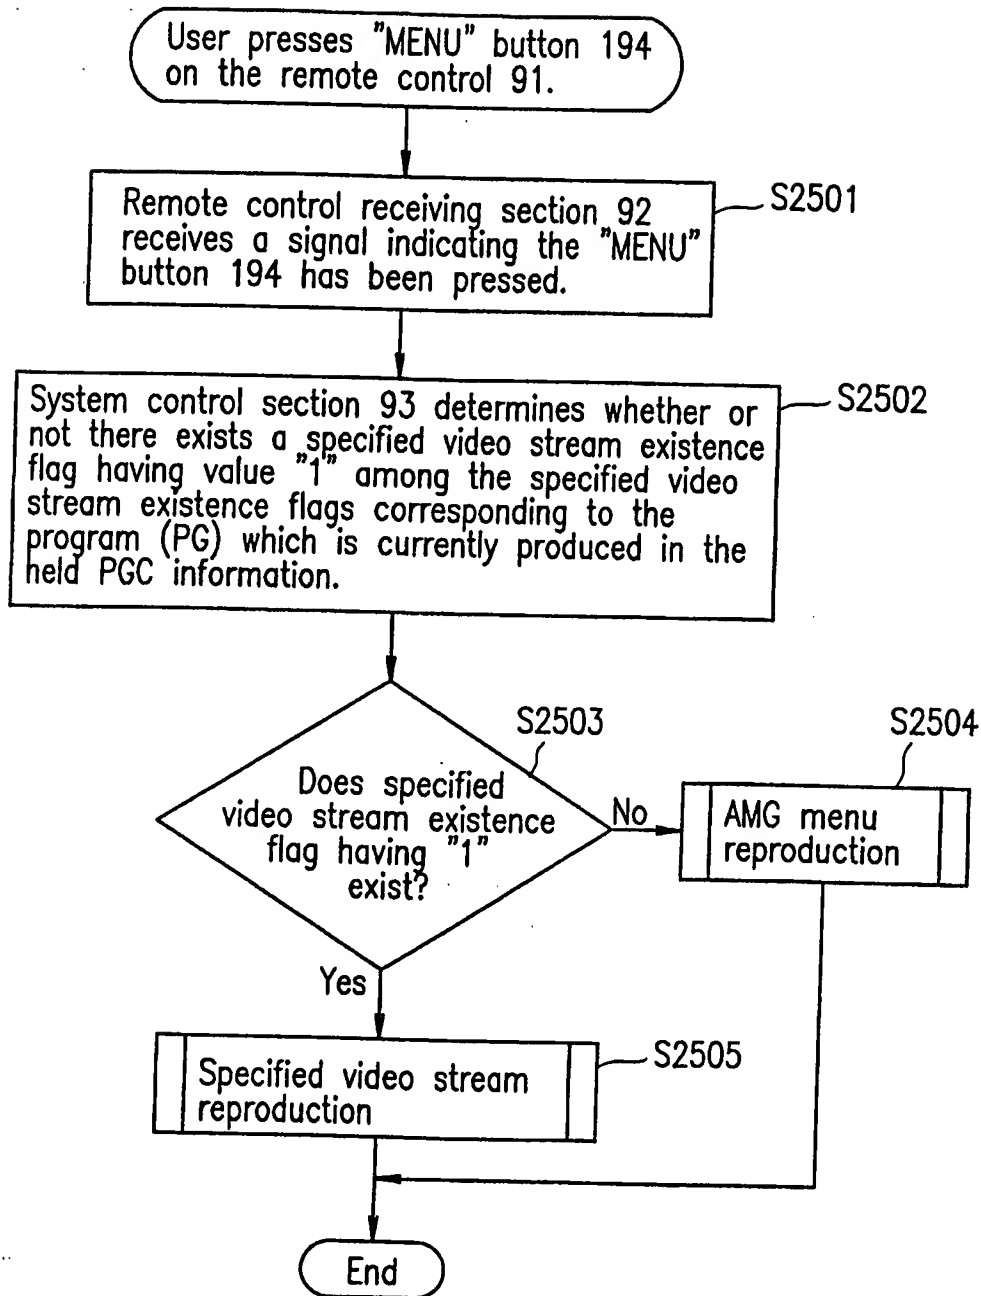 User presses "MENU" button 194
on the remote control 91.
Remote control receiving section 92
receives a signal indicating the "MENU"
button 194 has been pressed.
S2501
System control section 93 determines whether or
not there exists a specified video stream existence
flag having value "1" among the specified video
stream existence flags corresponding to the
program (PG) which is currently produced in the
held PGC information.
S2502
S2503
Does specified
video stream existence
flag having "1"
exist?
No
S2504
AMG menu
reproduction
Yes
Specified video stream
reproduction
S2505
End